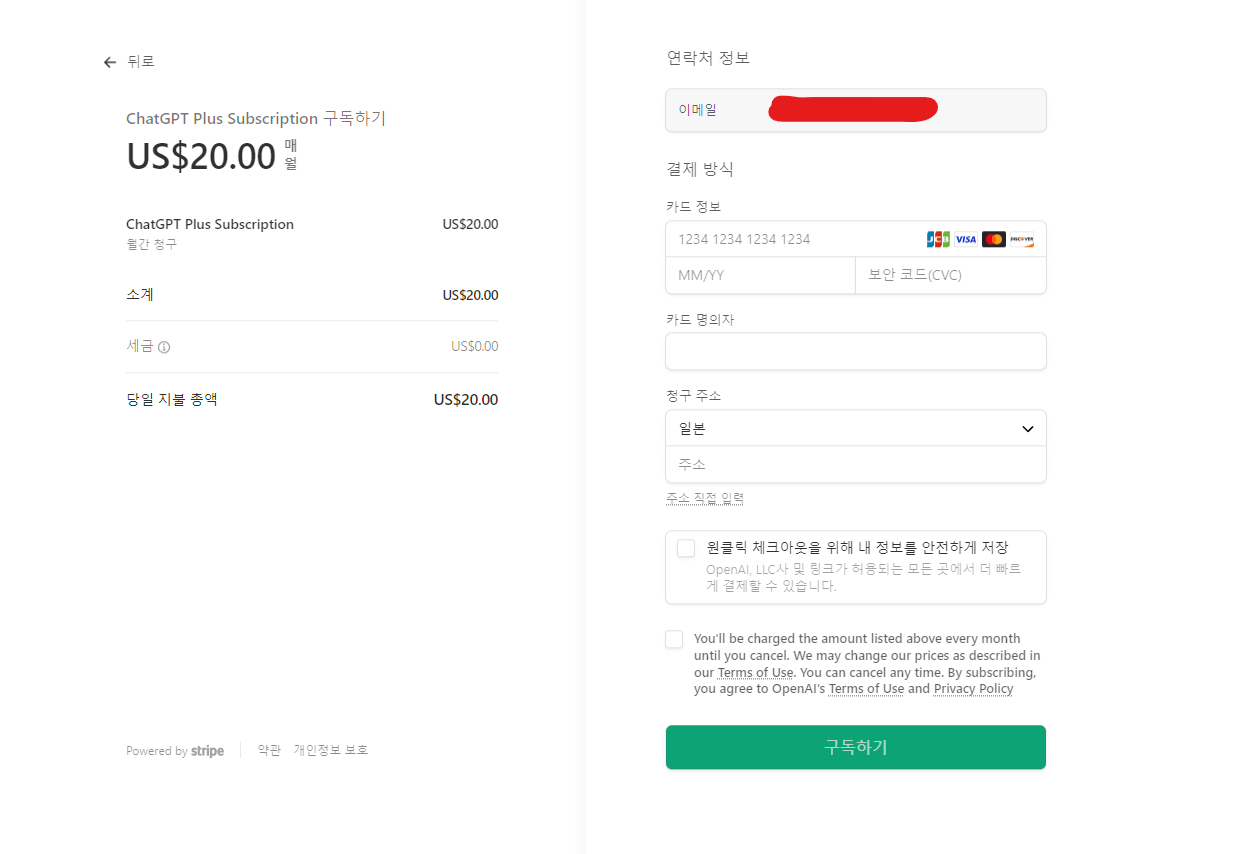 뒤로
ChatGPT Plus Subscription 구독하기
US$20.00 매
월
ChatGPT Plus Subscription US$20.00
월간 청구
소계 US$20.00
세금 US$0.00
당일 지불 총액 US$20.00
Powered by stripe 약관 개인정보 보호
연락처 정보
이메일
결제 방식
카드 정보
1234 1234 1234 1234 JCB VISA DISCOVER
MM/YY 보안 코드(CVC)
카드 명의자
청구 주소
일본
주소
주소 직접 입력
원클릭 체크아웃을 위해 내 정보를 안전하게 저장
OpenAI, LLC사 및 링크가 허용되는 모든 곳에서 더 빠르
게 결제할 수 있습니다.
You'll be charged the amount listed above every month
until you cancel. We may change our prices as described in
our Terms of Use. You can cancel any time. By subscribing,
you agree to OpenAI's Terms of Use and Privacy Policy
구독하기